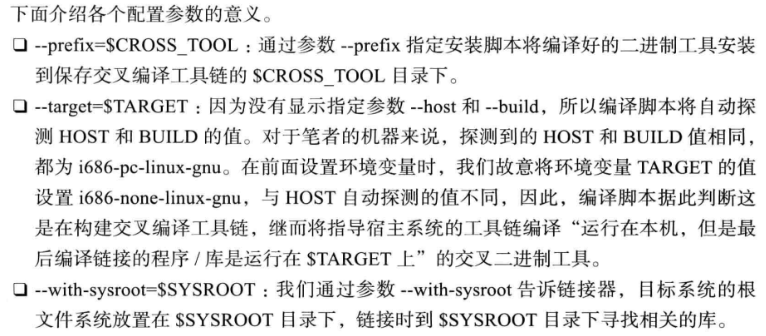 下面介绍各个配置参数的意义。
❑ --prefix=$CROSS_TOOL：通过参数 --prefix 指定安装脚本将编译好的二进制工具安装
到保存交叉编译工具链的 $CROSS_TOOL 目录下。
❑ --target=$TARGET：因为没有显示指定参数 --host 和 --build，所以编译脚本将自动探
测 HOST 和 BUILD 的值。对于笔者的机器来说，探测到的 HOST 和 BUILD 值相同，
都为 i686-pc-linux-gnu。在前面设置环境变量时，我们故意将环境变量 TARGET 的值
设置 i686-none-linux-gnu，与 HOST 自动探测的值不同，因此，编译脚本据此判断这
是在构建交叉编译工具链，继而将指导宿主系统的工具链编译“运行在本机，但是最
后编译链接的程序 / 库是运行在 $TARGET 上”的交叉二进制工具。
❑ --with-sysroot=$SYSROOT：我们通过参数 --with-sysroot 告诉链接器，目标系统的根
文件系统放置在 $SYSROOT 目录下，链接时到 $SYSROOT 目录下寻找相关的库。